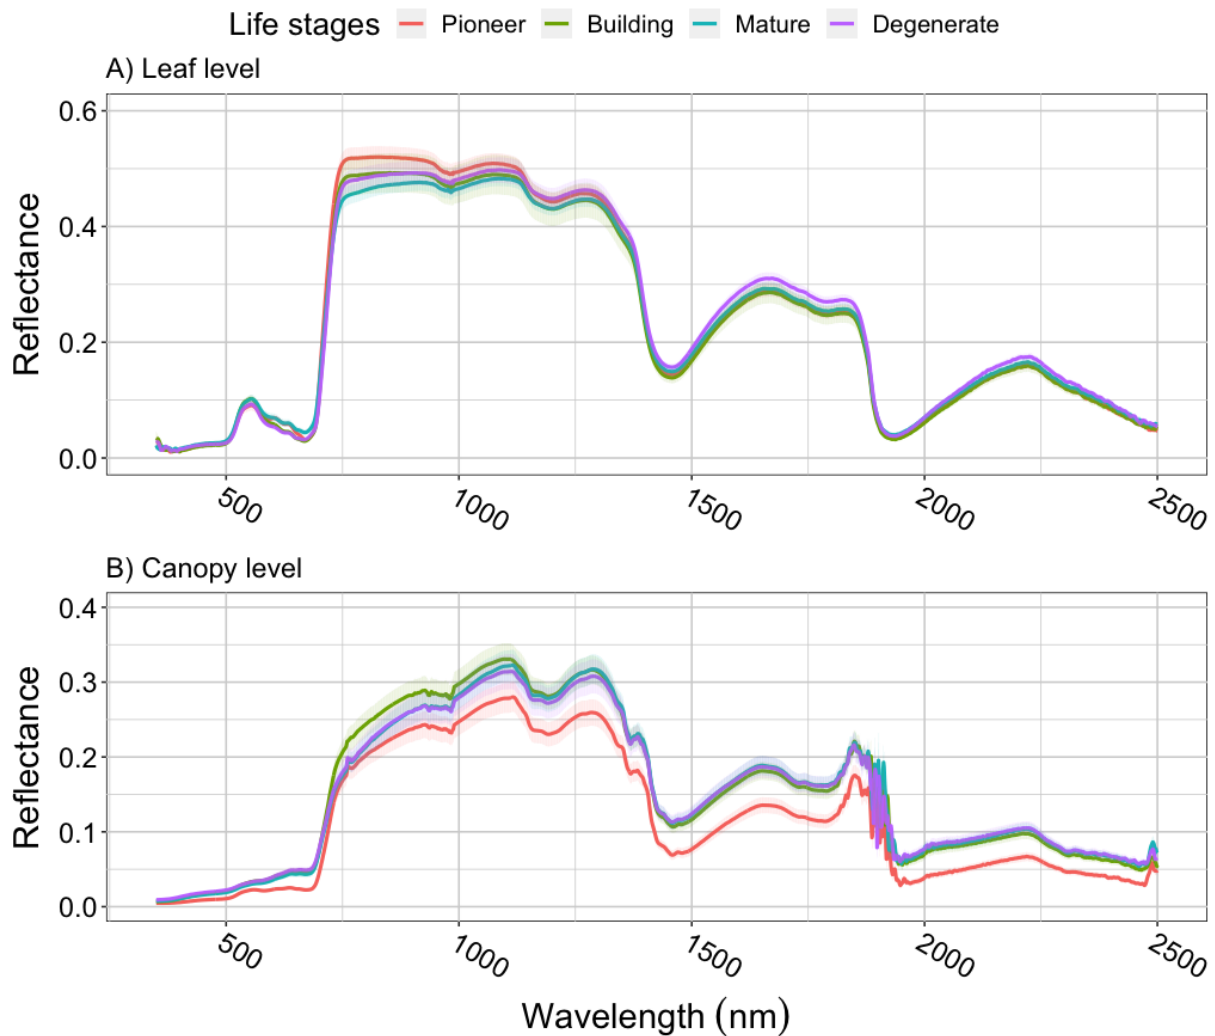 Life stages Pioneer Building Mature Degenerate
A) Leaf level
0.6
0.4
0.2
0.0
Reflectance
500 1000 1500 2000 2500
B) Canopy level
0.4
0.3
0.2
0.1
0.0
Reflectance
500 1000 1500 2000 2500
Wavelength (nm)